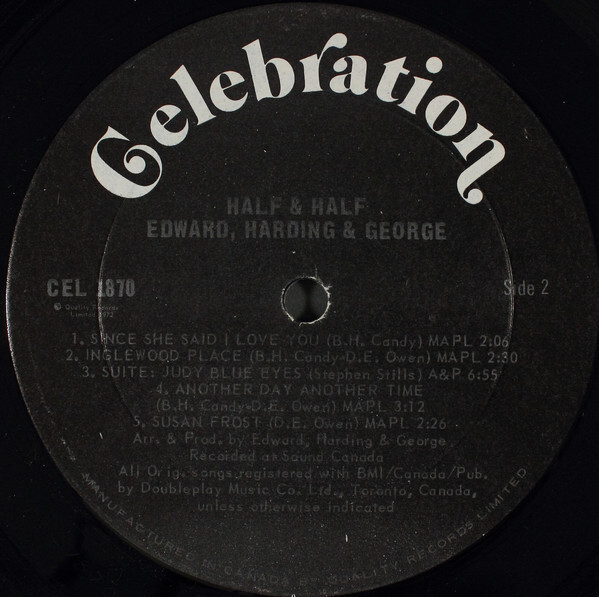 Celebration
HALF & HALF
EDWARD, HARDING & GEORGE
CEL 1870
Side 2
℗ Quality Records
Limited 1972
1. SINCE SHE SAID I LOVE YOU (B.H. Candy) MAPL 2:06
2. INGLEWOOD PLACE (B.H. Candy-D.E. Owen) MAPL 2:30
3. SUITE: JUDY BLUE EYES (Stephen Stills) A&P 6:55
4. ANOTHER DAY ANOTHER TIME
(B.H. Candy-D.E. Owen) MAPL 3:12
5. SUSAN FROST (D.E. Owen) MAPL 2:26
Arr. & Prod. by Edward, Harding & George
Recorded at Sound Canada
All Orig. songs registered with BMI/Canada/Pub.
by Doubleplay Music Co. Ltd., Toronto, Canada,
unless otherwise indicated
MANUFACTURED IN CANADA BY QUALITY RECORDS LIMITED